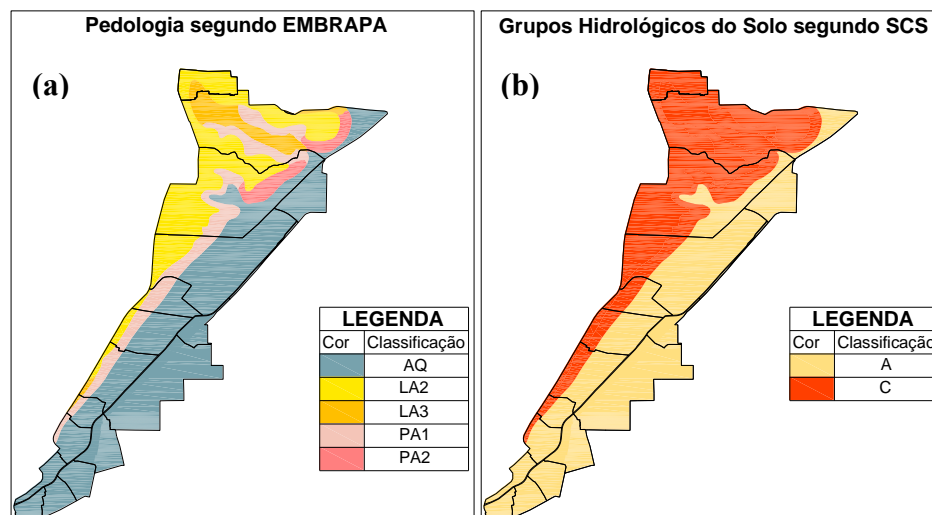 Pedologia segundo EMBRAPA
(a)
LEGENDA
Cor Classificação
AQ
LA2
LA3
PA1
PA2
Grupos Hidrológicos do Solo segundo SCS
(b)
LEGENDA
Cor Classificação
A
C